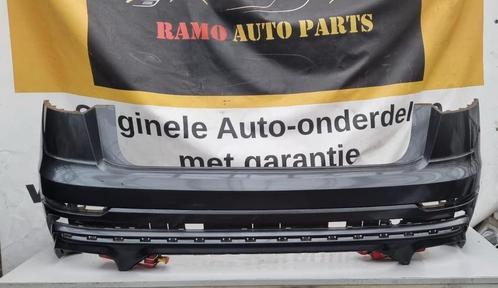 RAMO AUTO PARTS
ginele Auto-onderdel
met garantie